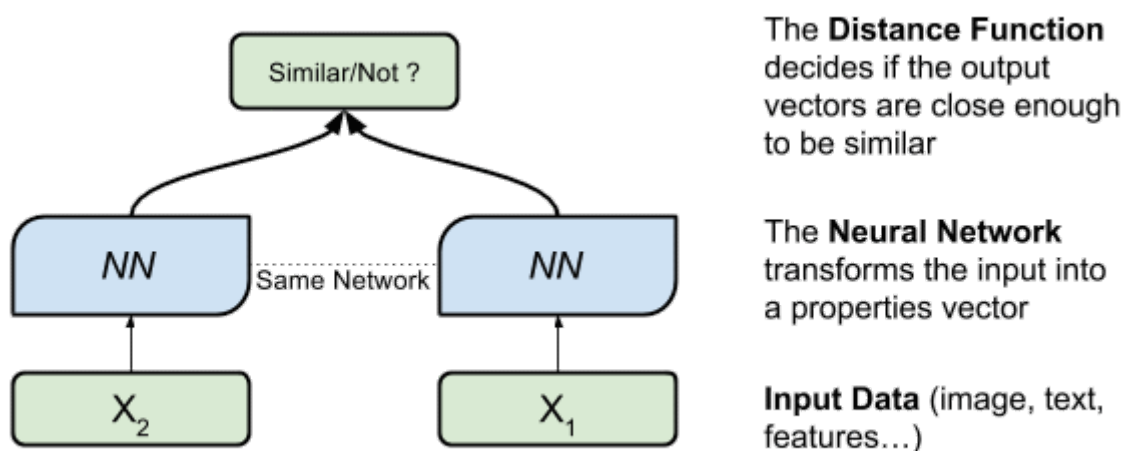 Similar/Not ?
The Distance Function
decides if the output
vectors are close enough
to be similar
NN
Same Network
NN
The Neural Network
transforms the input into
a properties vector
X₂
X₁
Input Data (image, text,
features…)